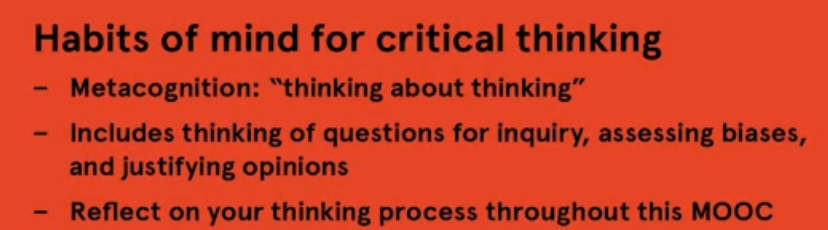 Habits of mind for critical thinking
– Metacognition: “thinking about thinking”
– Includes thinking of questions for inquiry, assessing biases,
and justifying opinions
– Reflect on your thinking process throughout this MOOC